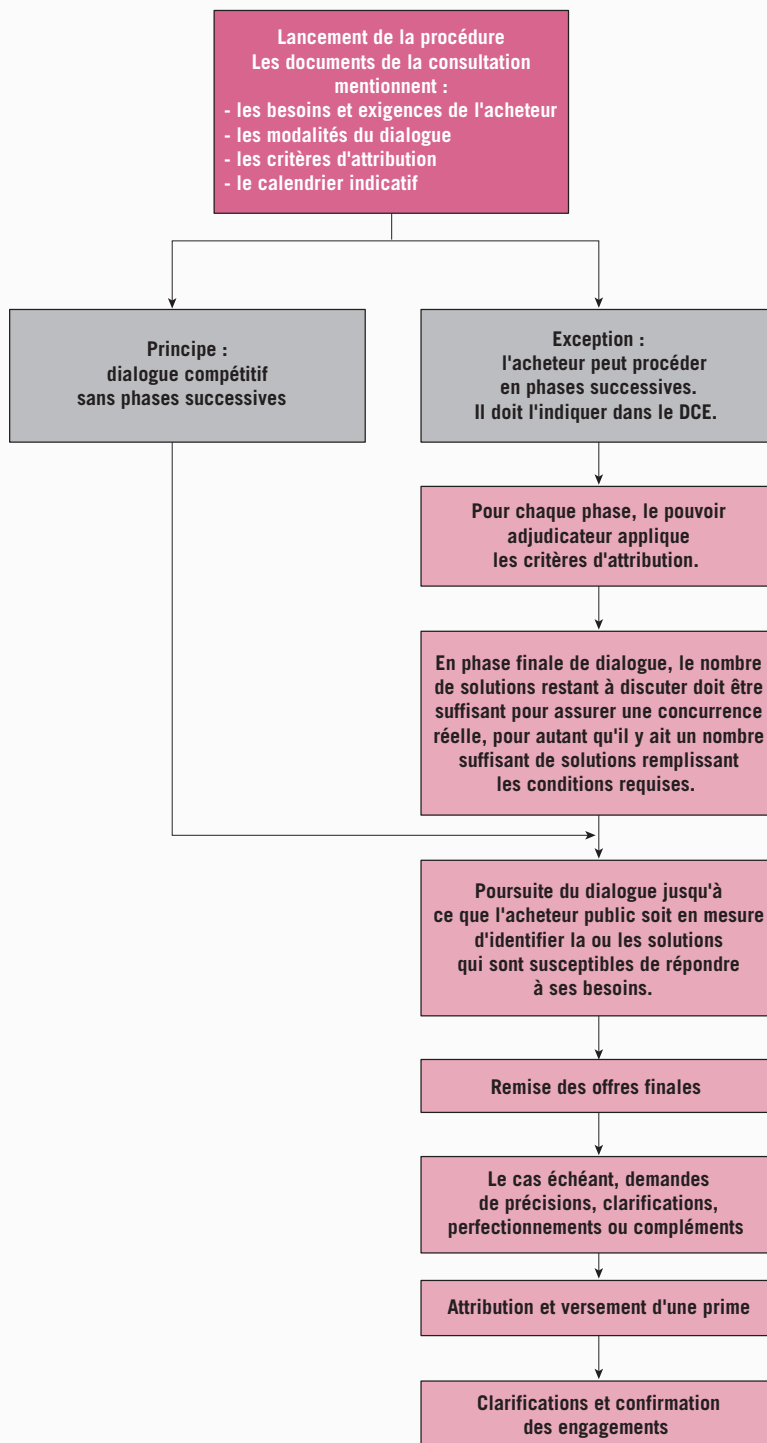 Lancement de la procédure
Les documents de la consultation
mentionnent :
- les besoins et exigences de l'acheteur
- les modalités du dialogue
- les critères d'attribution
- le calendrier indicatif
Principe :
dialogue compétitif
sans phases successives
Exception :
l'acheteur peut procéder
en phases successives.
Il doit l'indiquer dans le DCE.
Pour chaque phase, le pouvoir
adjudicateur applique
les critères d'attribution.
En phase finale de dialogue, le nombre
de solutions restant à discuter doit être
suffisant pour assurer une concurrence
réelle, pour autant qu'il y ait un nombre
suffisant de solutions remplissant
les conditions requises.
Poursuite du dialogue jusqu'à
ce que l'acheteur public soit en mesure
d'identifier la ou les solutions
qui sont susceptibles de répondre
à ses besoins.
Remise des offres finales
Le cas échéant, demandes
de précisions, clarifications,
perfectionnements ou compléments
Attribution et versement d'une prime
Clarifications et confirmation
des engagements